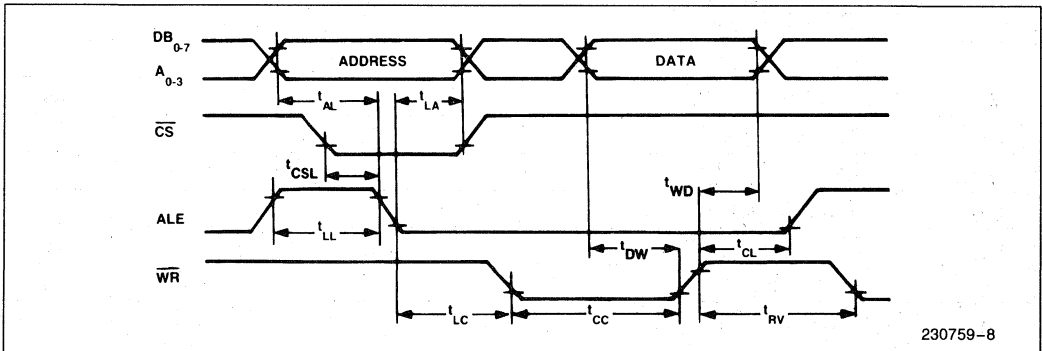 DB0-7
A0-3
ADDRESS
DATA
tAL
tLA
CS
tCSL
tWD
ALE
tLL
tDW
tCL
WR
tLC
tCC
tRV
230759-8